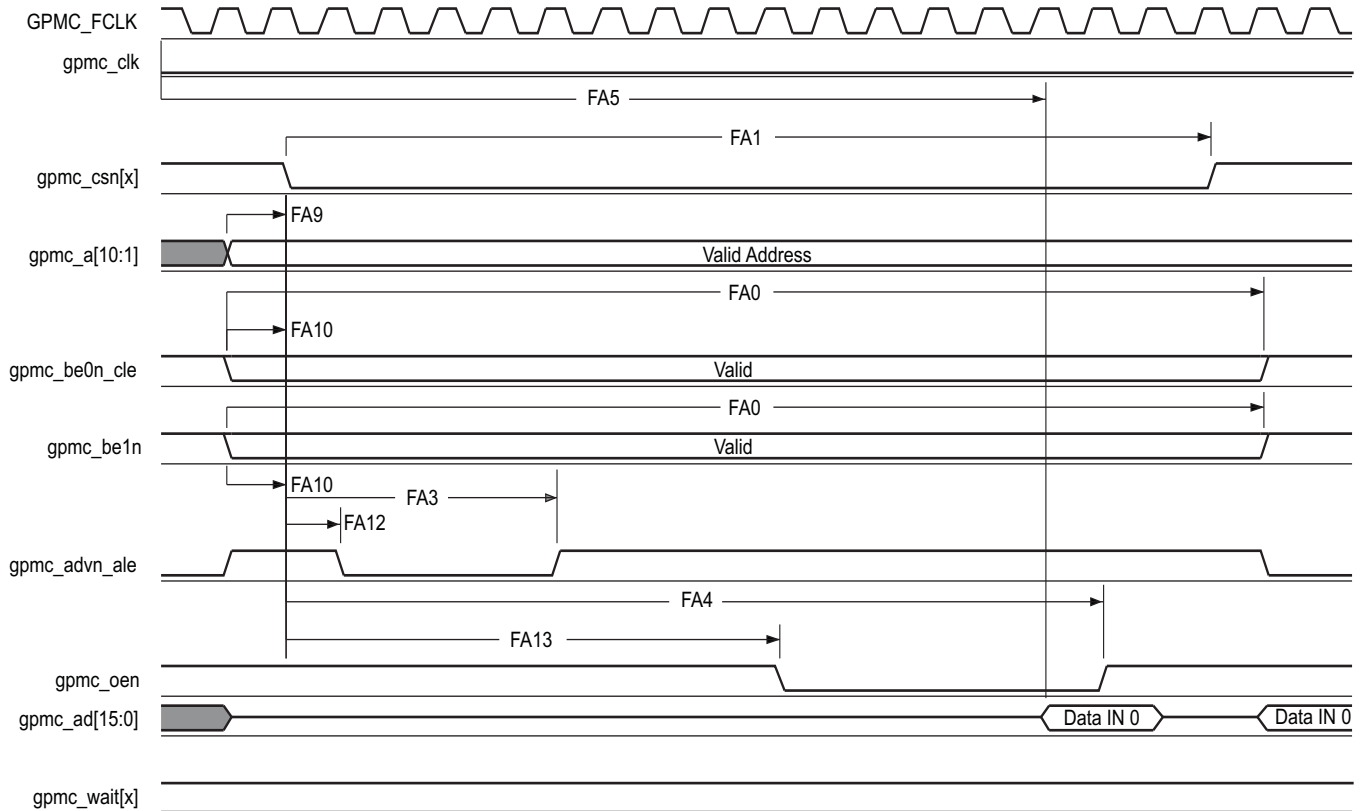 GPMC_FCLK
gpmc_clk
FA5
FA1
gpmc_csn[x]
FA9
gpmc_a[10:1]
Valid Address
FA0
FA10
gpmc_be0n_cle
Valid
FA0
gpmc_be1n
Valid
FA10
FA3
FA12
gpmc_advn_ale
FA4
FA13
gpmc_oen
gpmc_ad[15:0]
Data IN 0
Data IN 0
gpmc_wait[x]